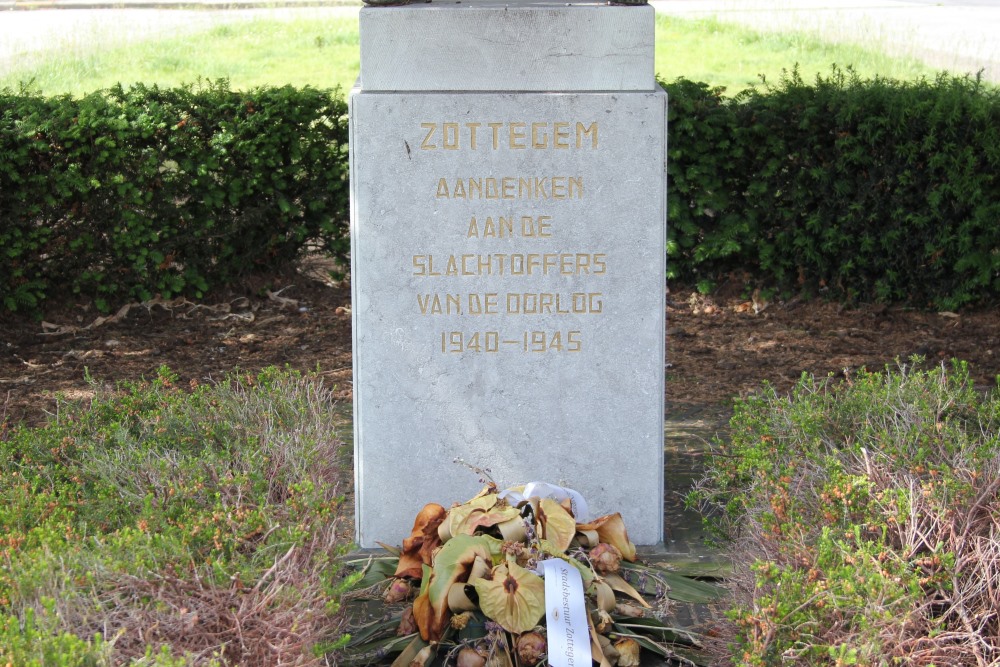 ZOTTEGEM
AANDENKEN
AAN DE
SLACHTOFFERS
VAN DE OORLOG
1940-1945
Stadsbestuur Zottegem